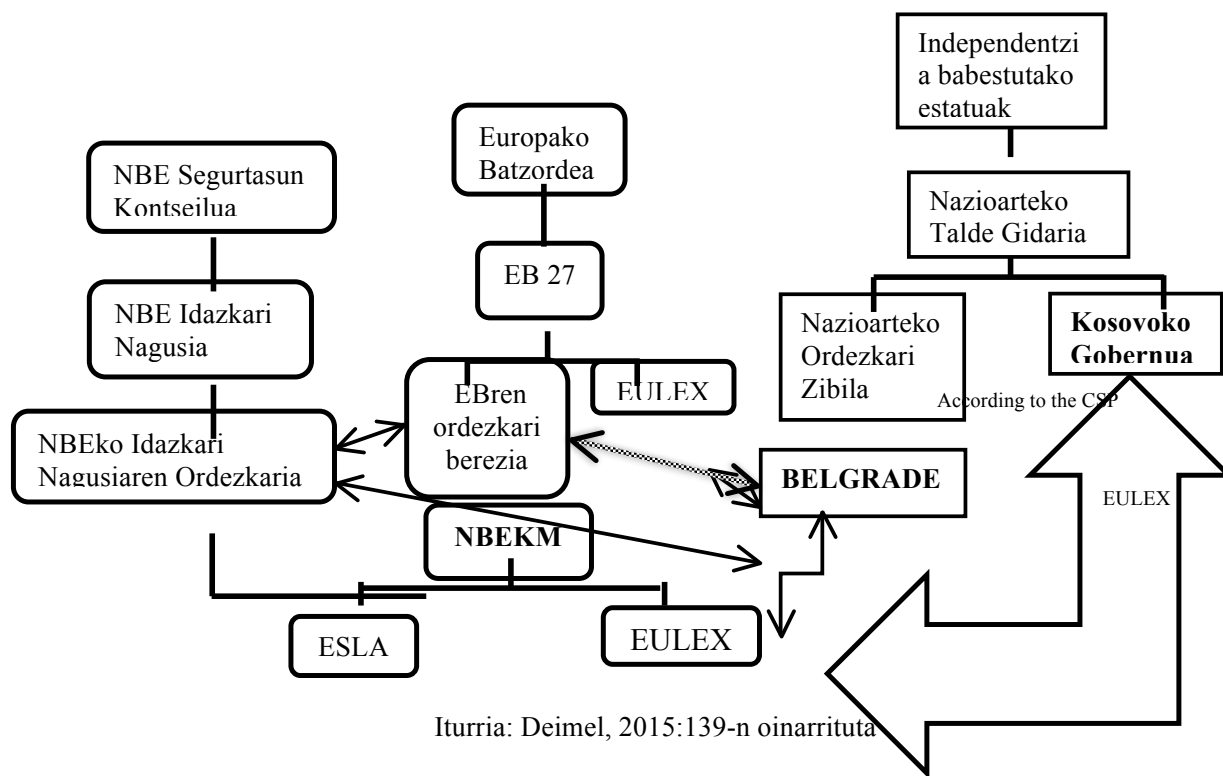 Independentzi
a babestutako
estatuak
Europako
Batzordea
NBE Segurtasun
Kontseilua
Nazioarteko
Talde Gidaria
EB 27
NBE Idazkari
Nagusia
Nazioarteko
Ordezkari
Zibila
Kosovoko
Gobernua
EBren
ordezkari
berezia
EULEX
According to the CSP
NBEko Idazkari
Nagusiaren Ordezkaria
BELGRADE
EULEX
NBEKM
ESLA
EULEX
Iturria: Deimel, 2015:139-n oinarrituta